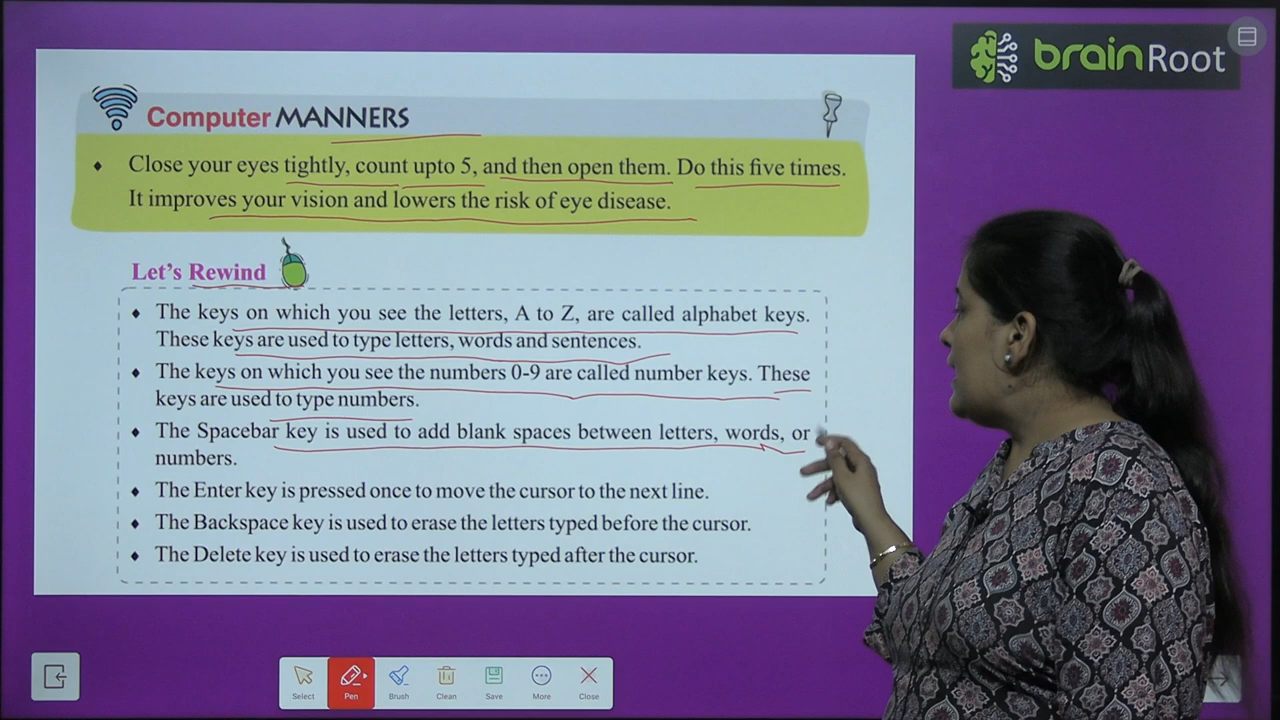 brainRoot
Computer MANNERS
Close your eyes tightly, count upto 5, and then open them. Do this five times.
It improves your vision and lowers the risk of eye disease.
Let's Rewind
The keys on which you see the letters, A to Z, are called alphabet keys.
These keys are used to type letters, words and sentences.
The keys on which you see the numbers 0-9 are called number keys. These
keys are used to type numbers.
The Spacebar key is used to add blank spaces between letters, words, or
numbers.
The Enter key is pressed once to move the cursor to the next line.
The Backspace key is used to erase the letters typed before the cursor.
The Delete key is used to erase the letters typed after the cursor.
Select Pen Brush Clean Save More Close